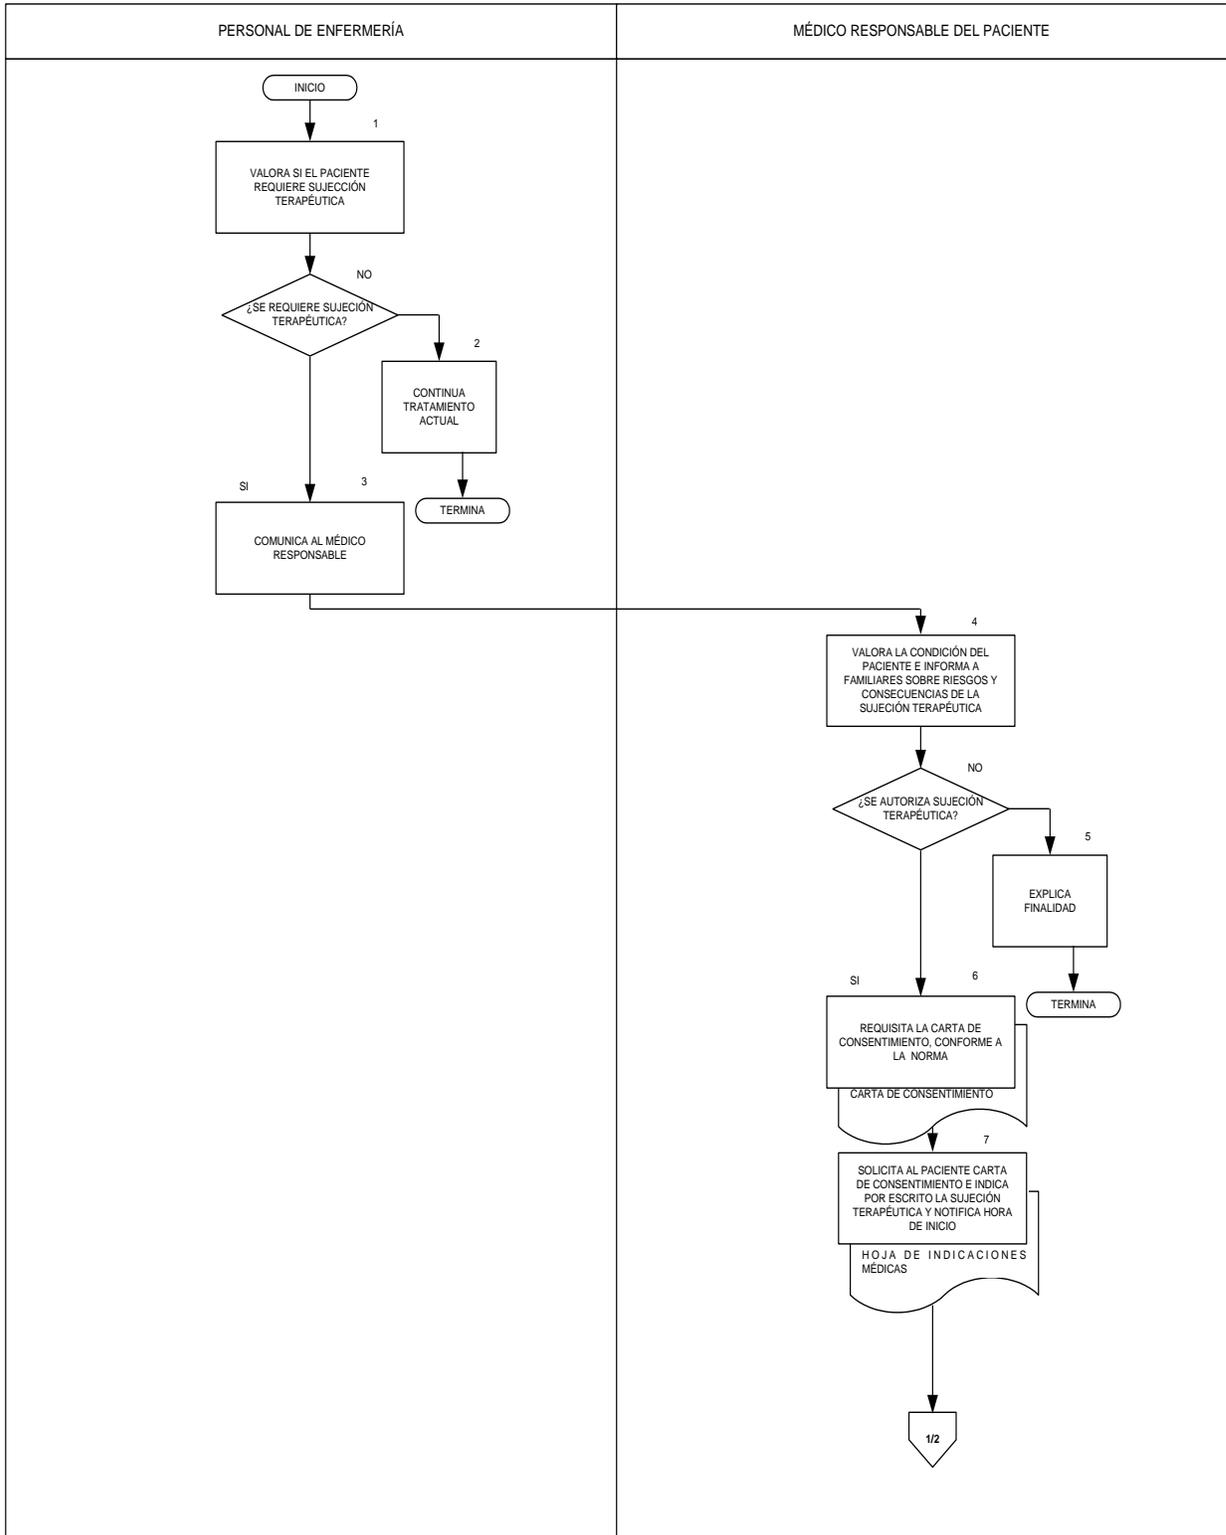 PERSONAL DE ENFERMERÍA
MÉDICO RESPONSABLE DEL PACIENTE
INICIO
1
VALORA SI EL PACIENTE
REQUIERE SUJECCIÓN
TERAPÉUTICA
NO
¿SE REQUIERE SUJECIÓN
TERAPÉUTICA?
2
CONTINUA
TRATAMIENTO
ACTUAL
TERMINA
SI
3
COMUNICA AL MÉDICO
RESPONSABLE
4
VALORA LA CONDICIÓN DEL
PACIENTE E INFORMA A
FAMILIARES SOBRE RIESGOS Y
CONSECUENCIAS DE LA
SUJECIÓN TERAPÉUTICA
NO
¿SE AUTORIZA SUJECIÓN
TERAPÉUTICA?
5
EXPLICA
FINALIDAD
TERMINA
SI
6
REQUISITA LA CARTA DE
CONSENTIMIENTO, CONFORME A
LA NORMA
CARTA DE CONSENTIMIENTO
7
SOLICITA AL PACIENTE CARTA
DE CONSENTIMIENTO E INDICA
POR ESCRITO LA SUJECIÓN
TERAPÉUTICA Y NOTIFICA HORA
DE INICIO
HOJA DE INDICACIONES
MÉDICAS
1/2